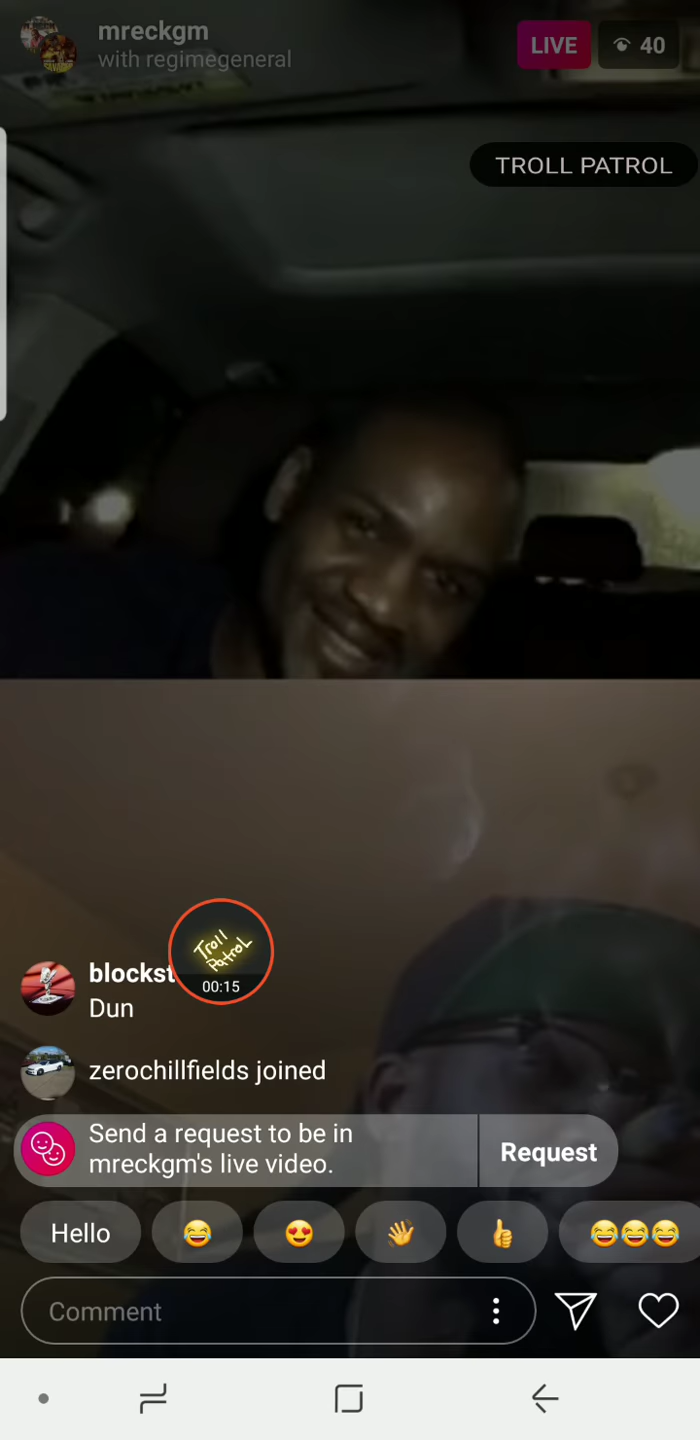 mreckgm
with regimegeneral
LIVE
40
TROLL PATROL
Troll
Patrol
00:15
blockst
Dun
zerochillfields joined
Send a request to be in
mreckgm's live video.
Request
Hello
Comment